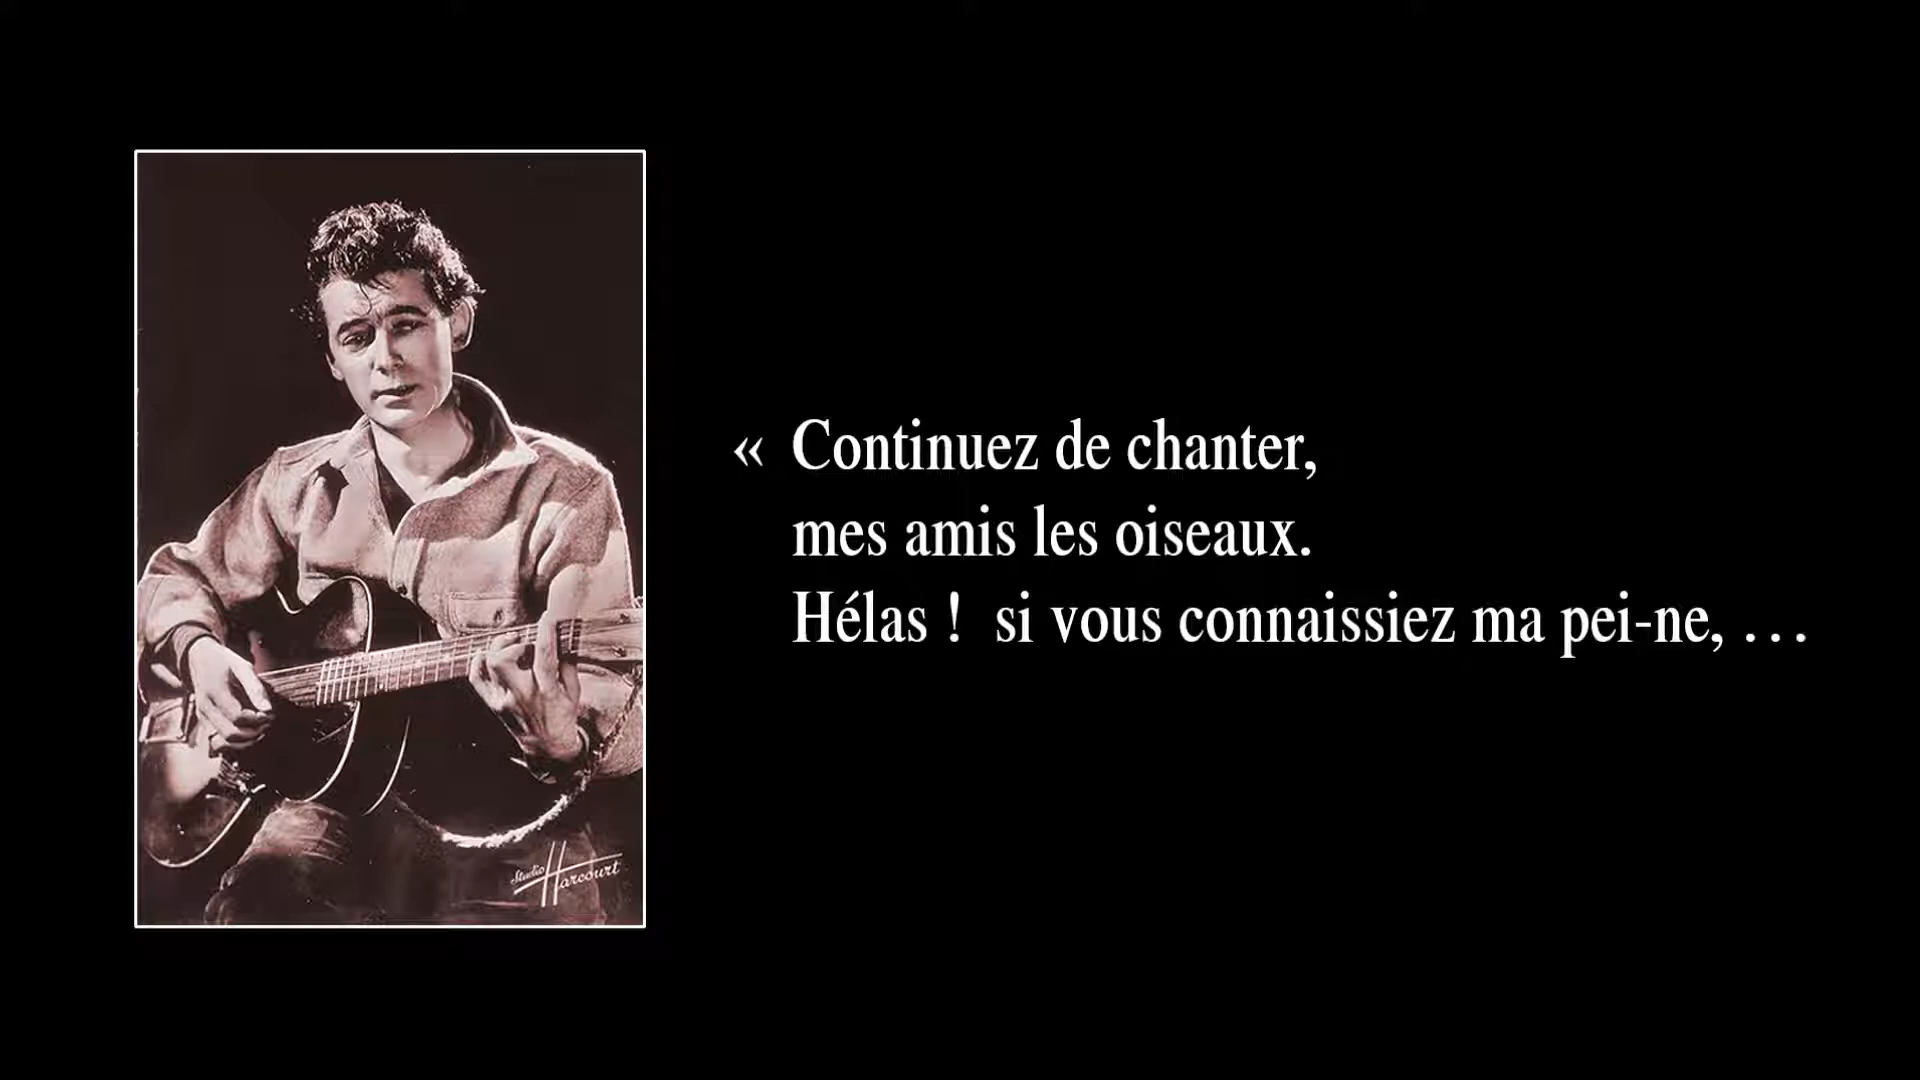 « Continuez de chanter,
mes amis les oiseaux.
Hélas ! si vous connaissiez ma pei-ne, ...
Studio Harcourt